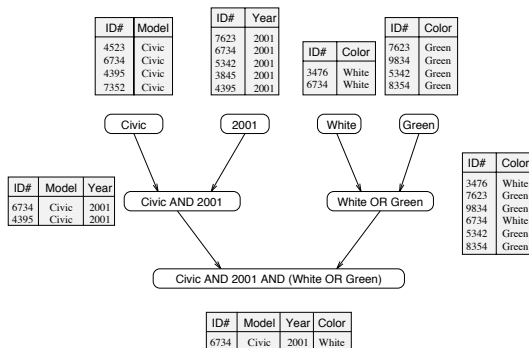 ID# Model
4523 Civic
6734 Civic
4395 Civic
7352 Civic
ID# Year
7623 2001
6734 2001
5342 2001
3845 2001
4395 2001
ID# Color
3476 White
6734 White
ID# Color
7623 Green
9834 Green
5342 Green
8354 Green
Civic
2001
White
Green
ID# Model Year
6734 Civic 2001
4395 Civic 2001
Civic AND 2001
White OR Green
ID# Color
3476 White
7623 Green
9834 Green
6734 White
5342 Green
8354 Green
Civic AND 2001 AND (White OR Green)
ID# Model Year Color
6734 Civic 2001 White